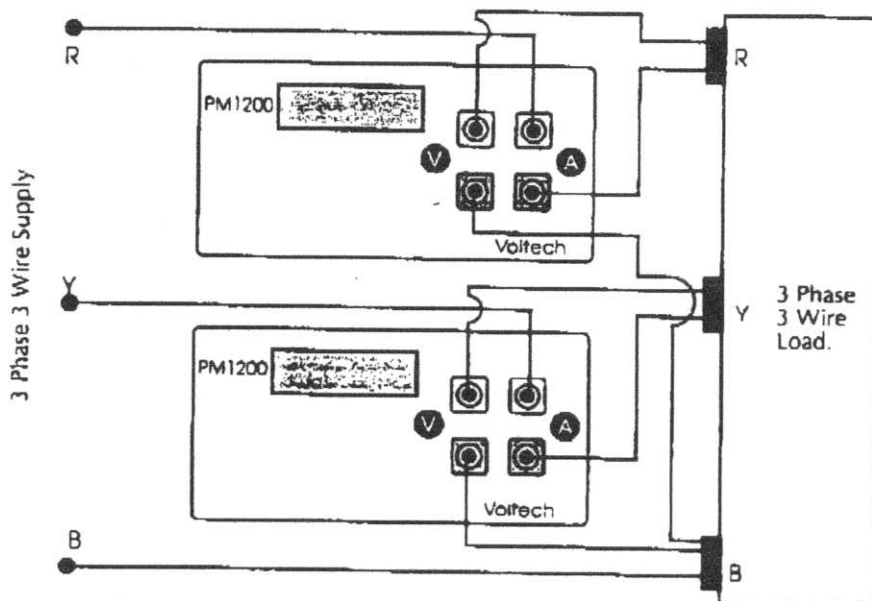 R
R
PM1200
V
A
Voltech
3 Phase 3 Wire Supply
Y
Y
3 Phase
3 Wire
Load.
PM1200
V
A
Voltech
B
B